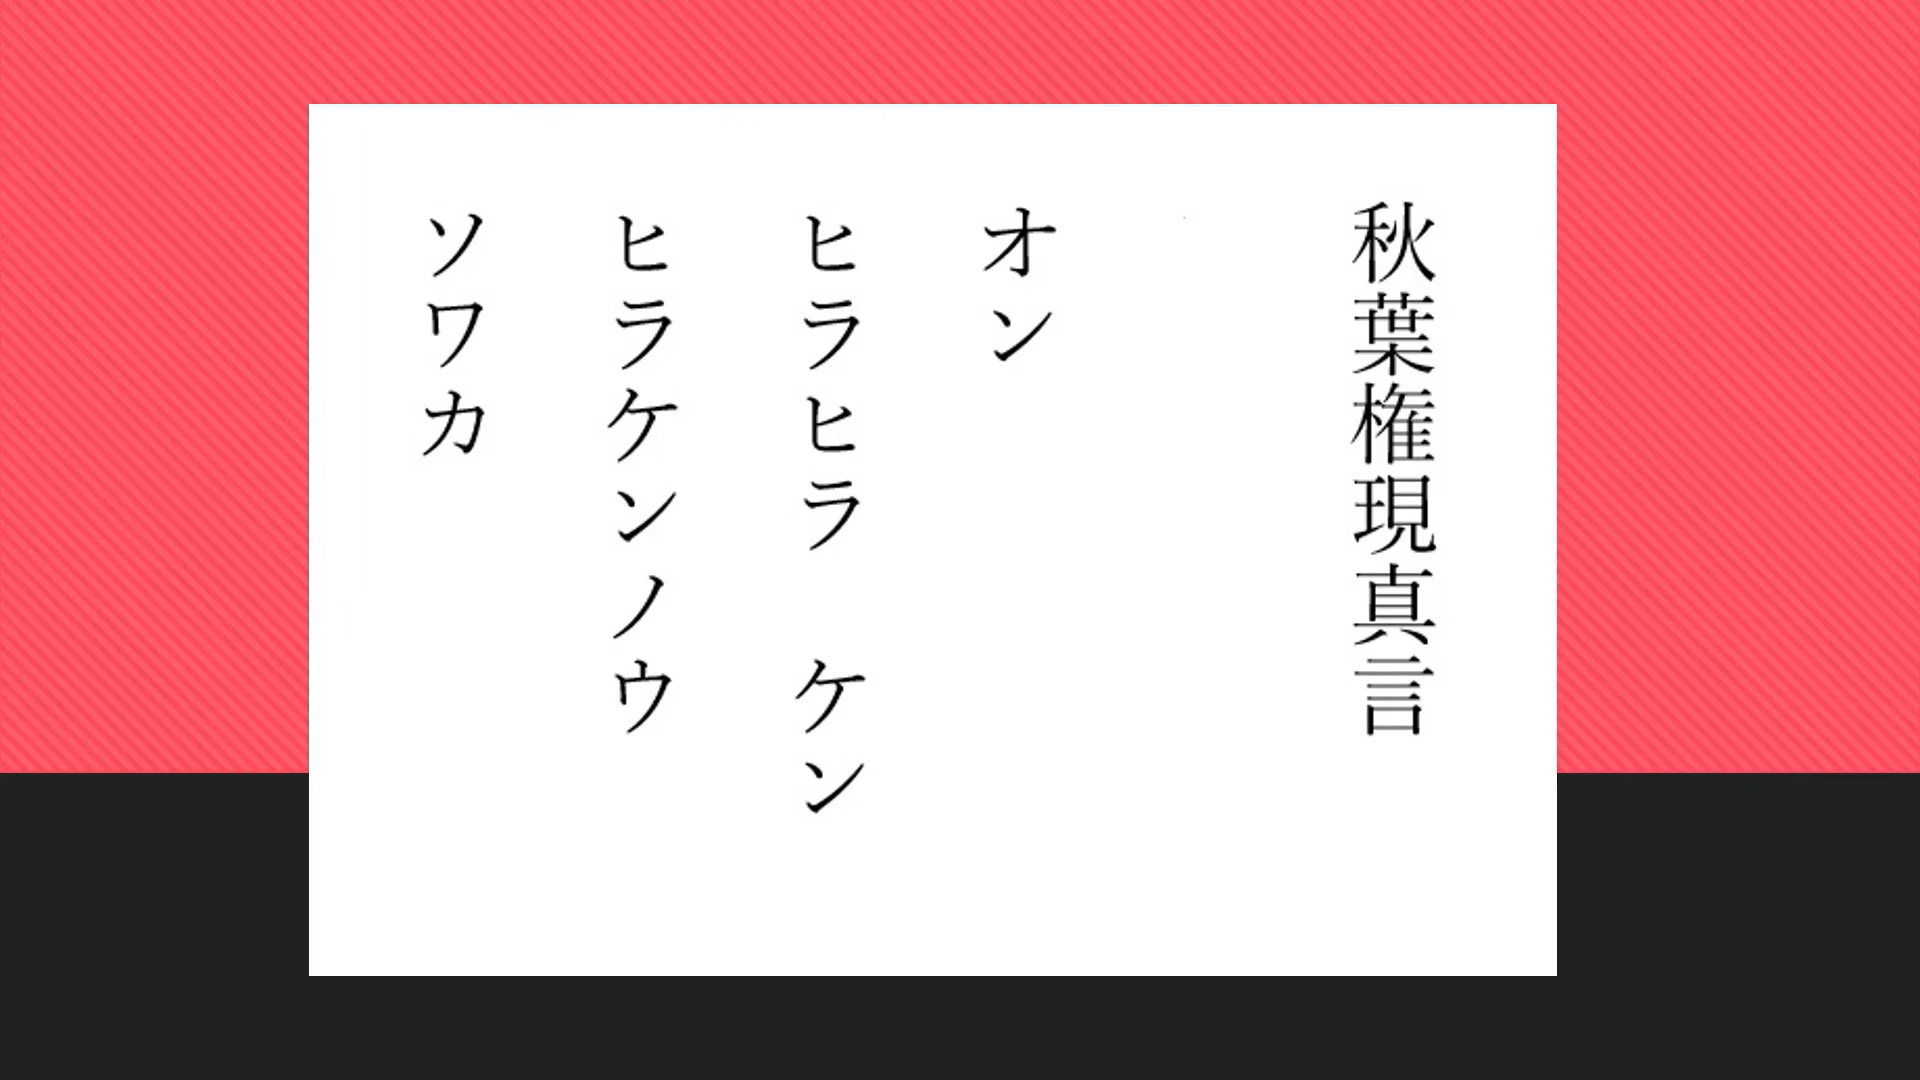 秋葉権現真言
オン
ヒラヒラ　ケン
ヒラケンノウ
ソワカ